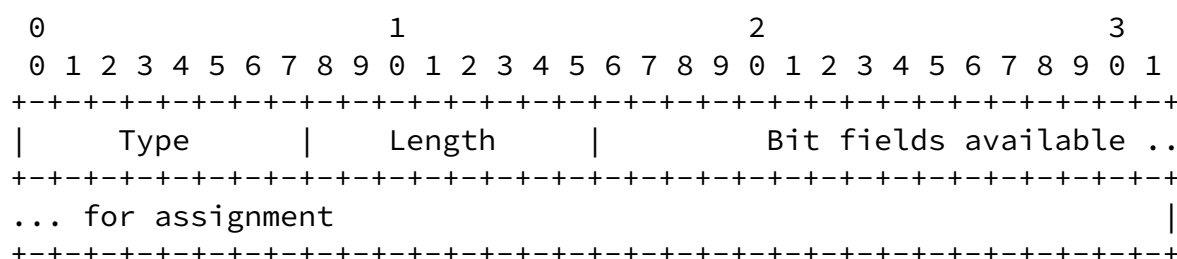 0                   1                   2                   3
 0 1 2 3 4 5 6 7 8 9 0 1 2 3 4 5 6 7 8 9 0 1 2 3 4 5 6 7 8 9 0 1
+-+-+-+-+-+-+-+-+-+-+-+-+-+-+-+-+-+-+-+-+-+-+-+-+-+-+-+-+-+-+-+-+
|     Type      |    Length     |         Bit fields available ..
+-+-+-+-+-+-+-+-+-+-+-+-+-+-+-+-+-+-+-+-+-+-+-+-+-+-+-+-+-+-+-+-+
... for assignment                                              |
+-+-+-+-+-+-+-+-+-+-+-+-+-+-+-+-+-+-+-+-+-+-+-+-+-+-+-+-+-+-+-+-+